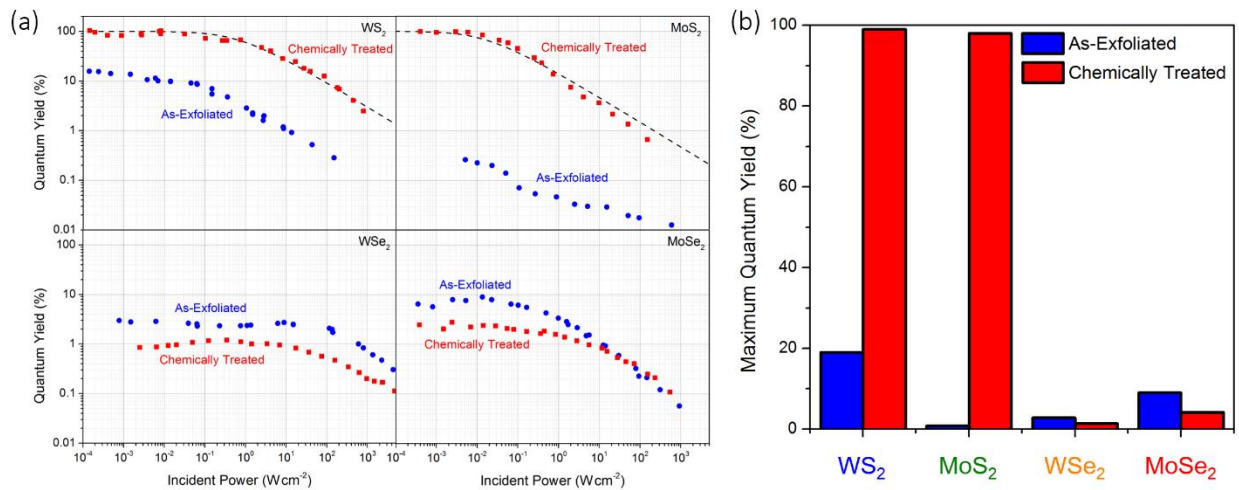 (a)
WS2
MoS2
100
10
1
0.1
0.01
Quantum Yield (%)
Chemically Treated
As-Exfoliated
Chemically Treated
As-Exfoliated
WSe2
MoSe2
100
10
1
0.1
0.01
Quantum Yield (%)
As-Exfoliated
Chemically Treated
As-Exfoliated
Chemically Treated
10-4 10-3 10-2 10-1 100 101 102 103
10-4 10-3 10-2 10-1 100 101 102 103
Incident Power (Wcm-2)
Incident Power (Wcm-2)
(b)
100
80
60
40
20
0
Maximum Quantum Yield (%)
As-Exfoliated
Chemically Treated
WS2 MoS2 WSe2 MoSe2